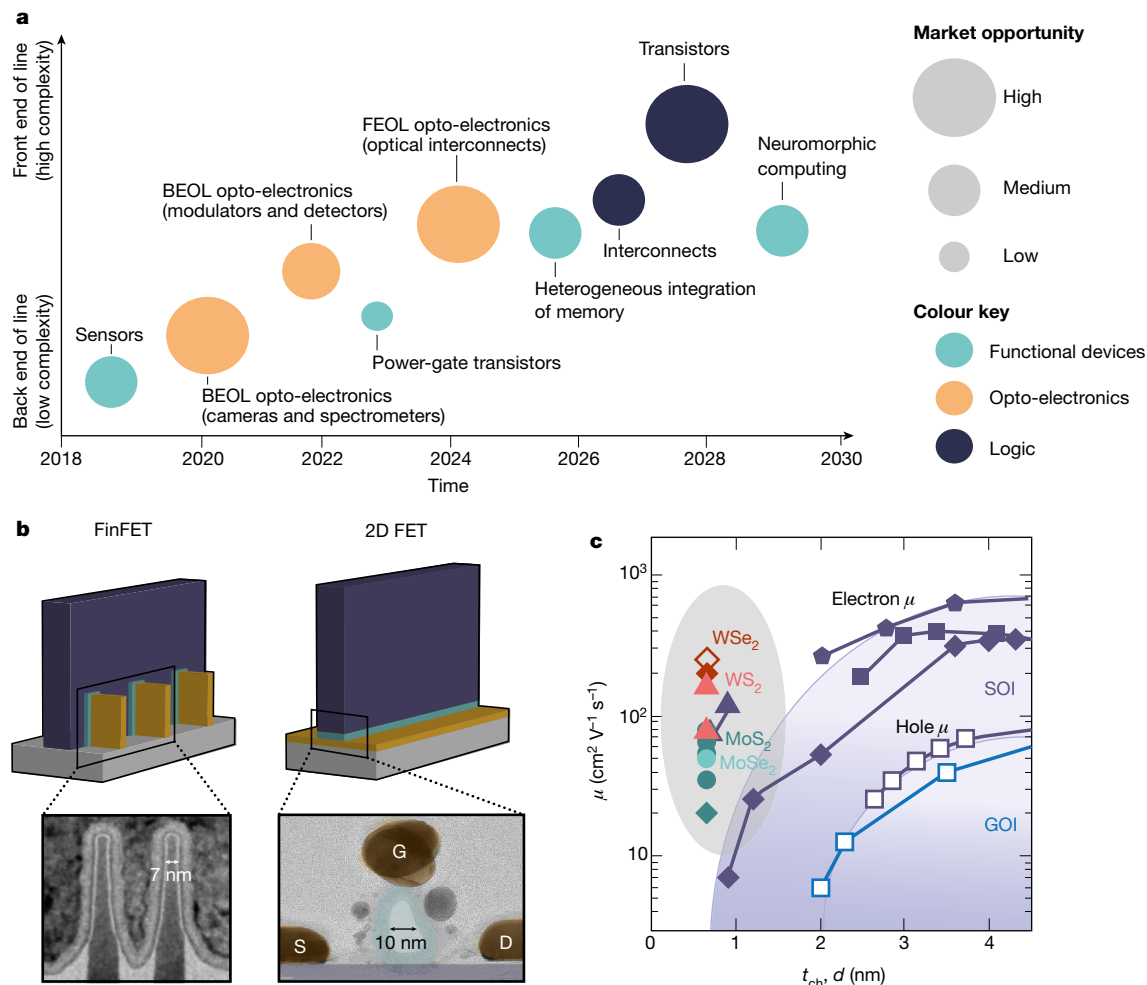 a
Front end of line
(high complexity)
Back end of line
(low complexity)
Sensors
BEOL opto-electronics
(cameras and spectrometers)
BEOL opto-electronics
(modulators and detectors)
Power-gate transistors
FEOL opto-electronics
(optical interconnects)
Heterogeneous integration
of memory
Interconnects
Transistors
Neuromorphic
computing
2018
2020
2022
2024
2026
2028
2030
Time
Market opportunity
High
Medium
Low
Colour key
Functional devices
Opto-electronics
Logic
b
FinFET
2D FET
7 nm
G
S
10 nm
D
c
10³
10²
10
μ (cm² V⁻¹ s⁻¹)
Electron μ
WSe₂
WS₂
MoS₂
MoSe₂
SOI
Hole μ
GOI
0
1
2
3
4
t_ch, d (nm)